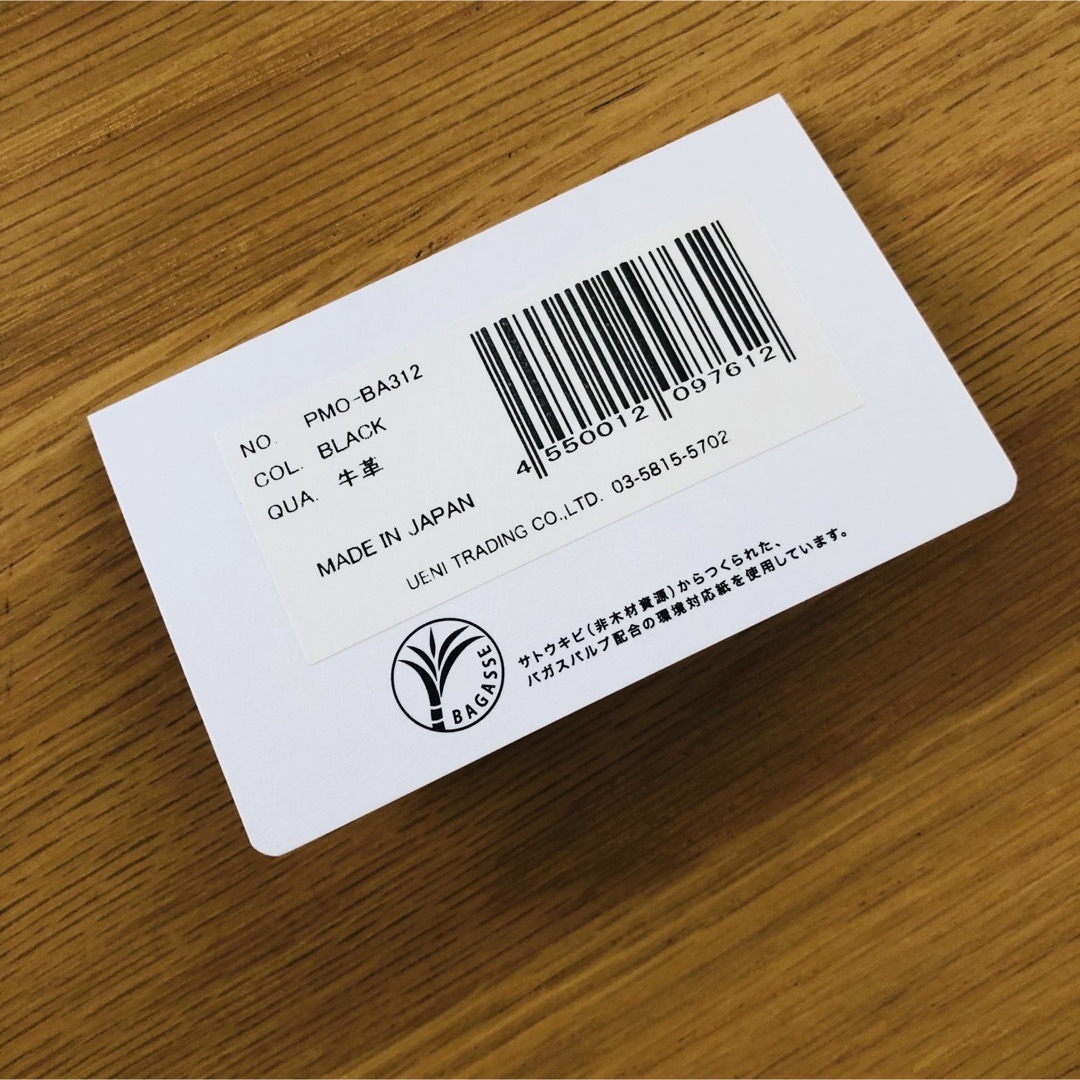 NO. PMO-BA312
COL. BLACK
QUA. 牛革
MADE IN JAPAN
4 550012 097612
UENI TRADING CO.,LTD. 03-5815-5702
BAGASSE
サトウキビ(非木材資源)からつくられた、
バガスパルプ配合の環境対応紙を使用しています。